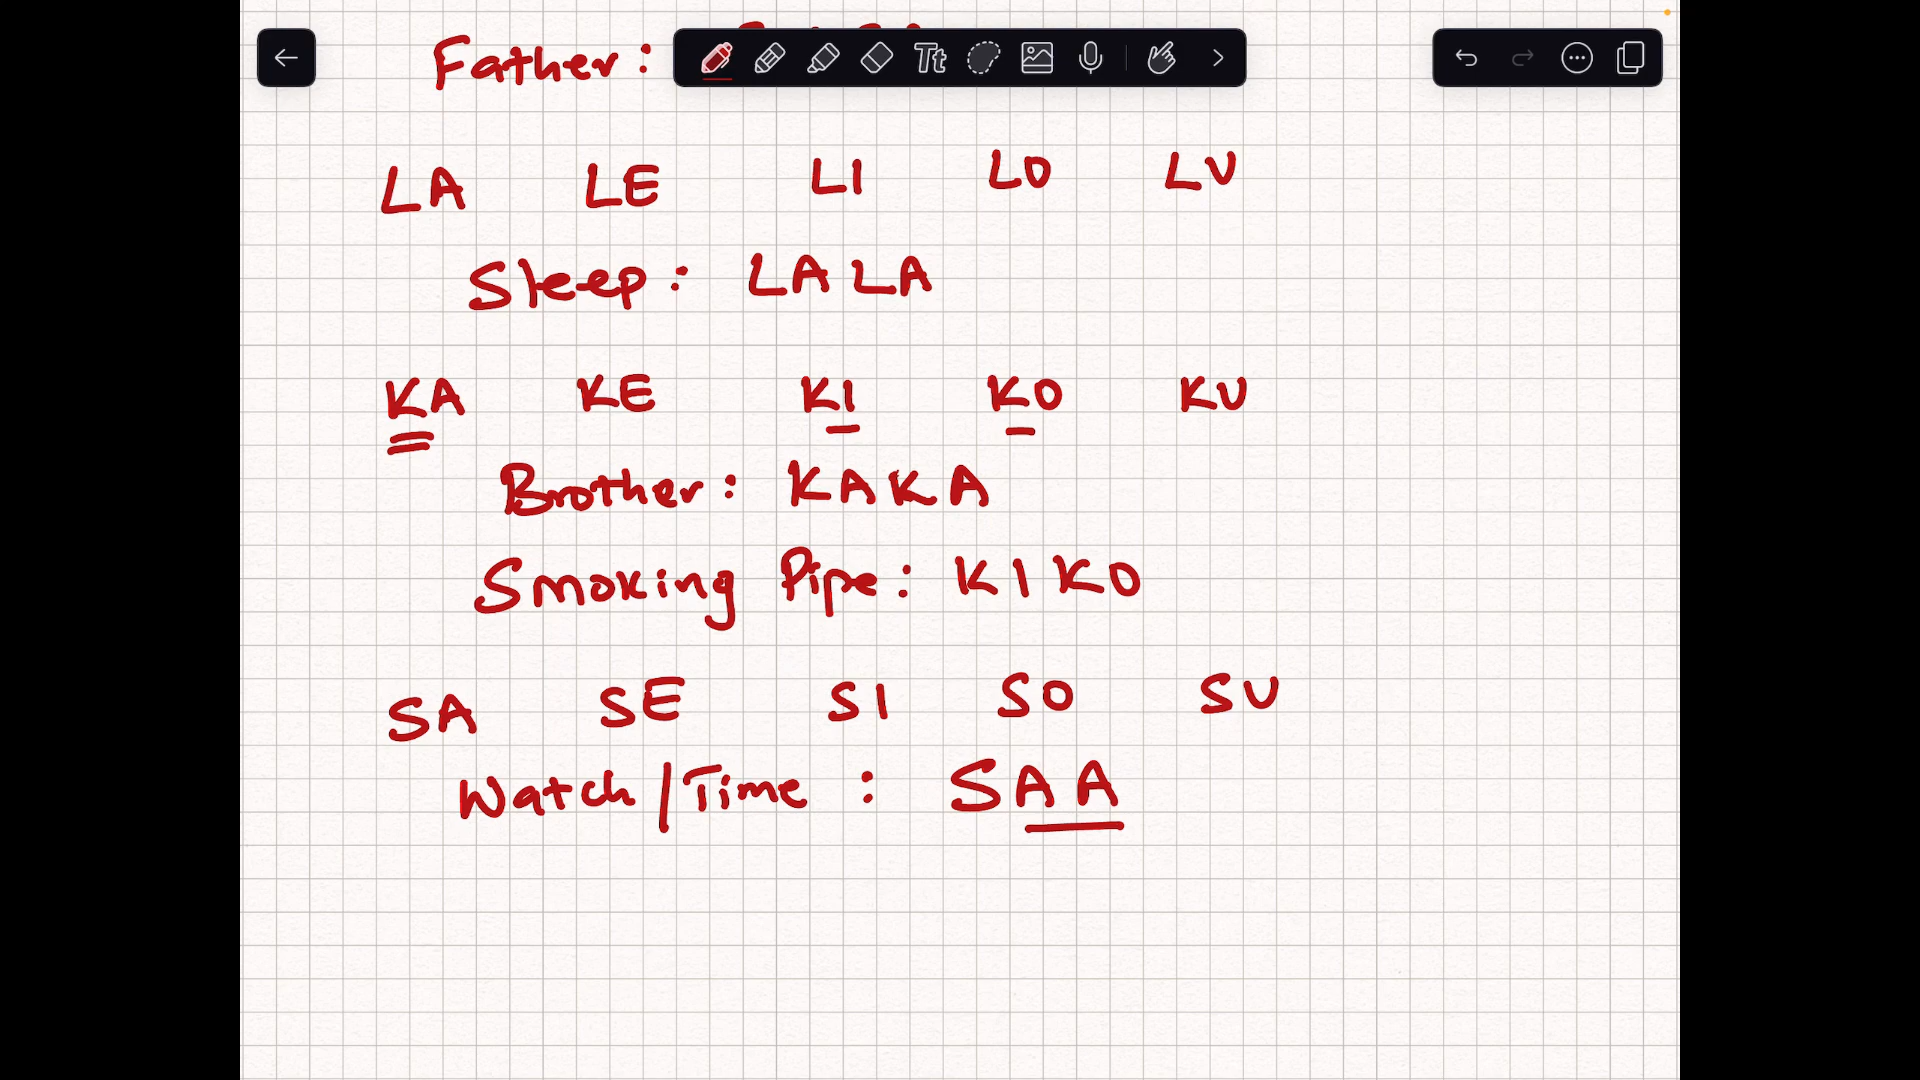 Father:
LA LE LI LO LU
Sleep: LALA
KA KE KI KO KU
Brother: KAKA
Smoking Pipe: KIKO
SA SE SI SO SU
Watch/Time : SAA